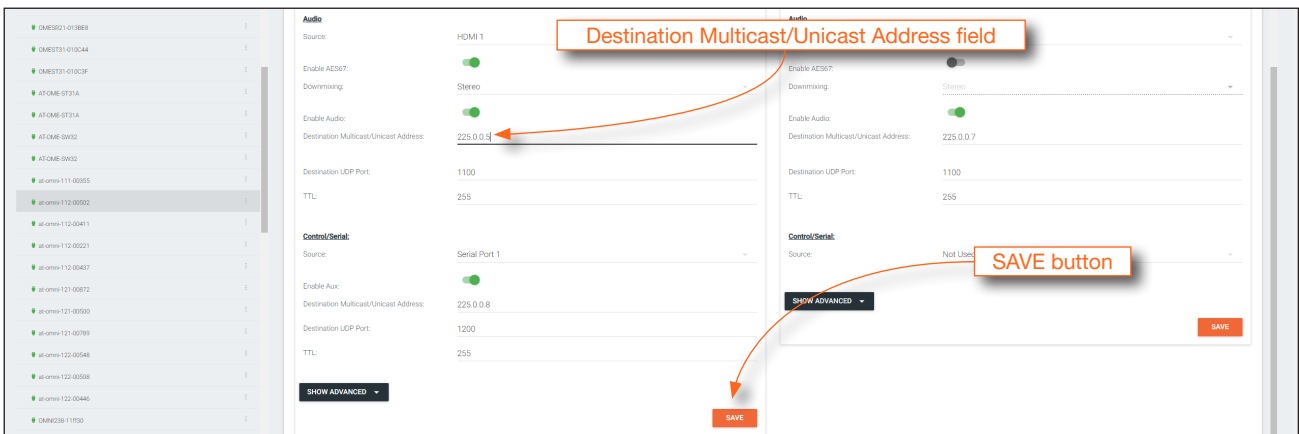 OMESR21-013BE8
OMEST31-010C44
OMEST31-010C3F
AT-OME-ST31A
AT-OME-ST31A
AT-OME-SW32
AT-OME-SW32
at-omni-111-00355
at-omni-112-00502
at-omni-112-00411
at-omni-112-00221
at-omni-112-00437
at-omni-121-00872
at-omni-121-00500
at-omni-121-00789
at-omni-122-00548
at-omni-122-00508
at-omni-122-00446
OMNI238-11ff30
Audio
Source: HDMI 1
Enable AES67:
Downmixing: Stereo
Enable Audio:
Destination Multicast/Unicast Address: 225.0.0.5
Destination UDP Port: 1100
TTL: 255
Control/Serial:
Source: Serial Port 1
Enable Aux:
Destination Multicast/Unicast Address: 225.0.0.8
Destination UDP Port: 1200
TTL: 255
SHOW ADVANCED
SAVE
Destination Multicast/Unicast Address field
Audio
Source:
Enable AES67:
Downmixing: Stereo
Enable Audio:
Destination Multicast/Unicast Address: 225.0.0.7
Destination UDP Port: 1100
TTL: 255
Control/Serial:
Source: Not Used
SAVE button
SHOW ADVANCED
SAVE